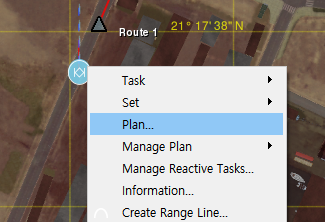 Route 1
21° 17' 38" N
Task
Set
Plan...
Manage Plan
Manage Reactive Tasks...
Information...
Create Range Line...